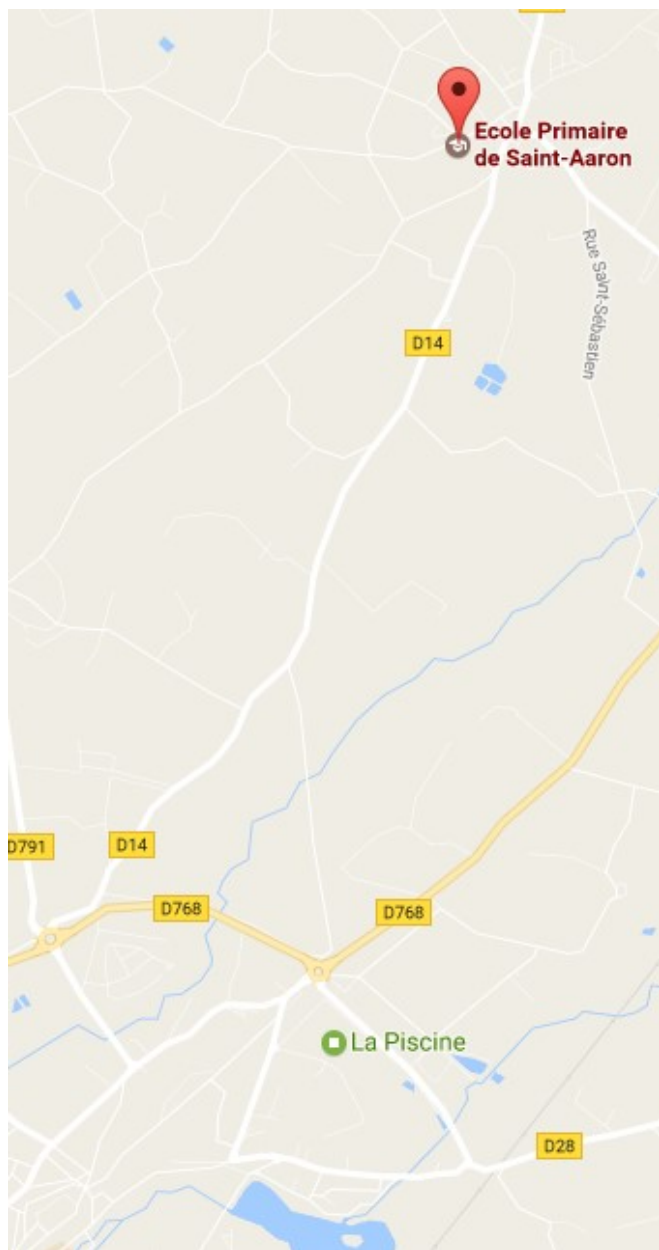 Ecole Primaire
de Saint-Aaron
Rue Saint-Sébastien
D14
D791
D14
D768
D768
La Piscine
D28